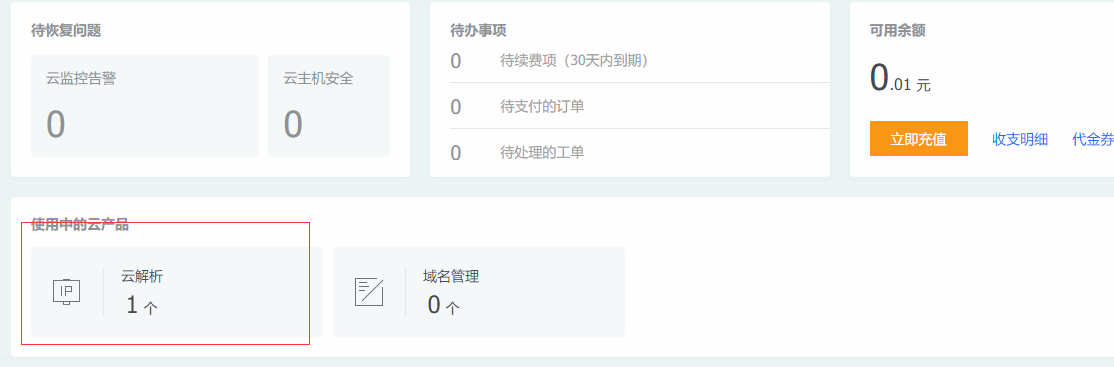 待恢复问题
云监控告警
0
云主机安全
0
待办事项
0 待续费项（30天内到期）
0 待支付的订单
0 待处理的工单
可用余额
0.01 元
立即充值 收支明细 代金券
使用中的云产品
IP
云解析
1 个
域名管理
0 个